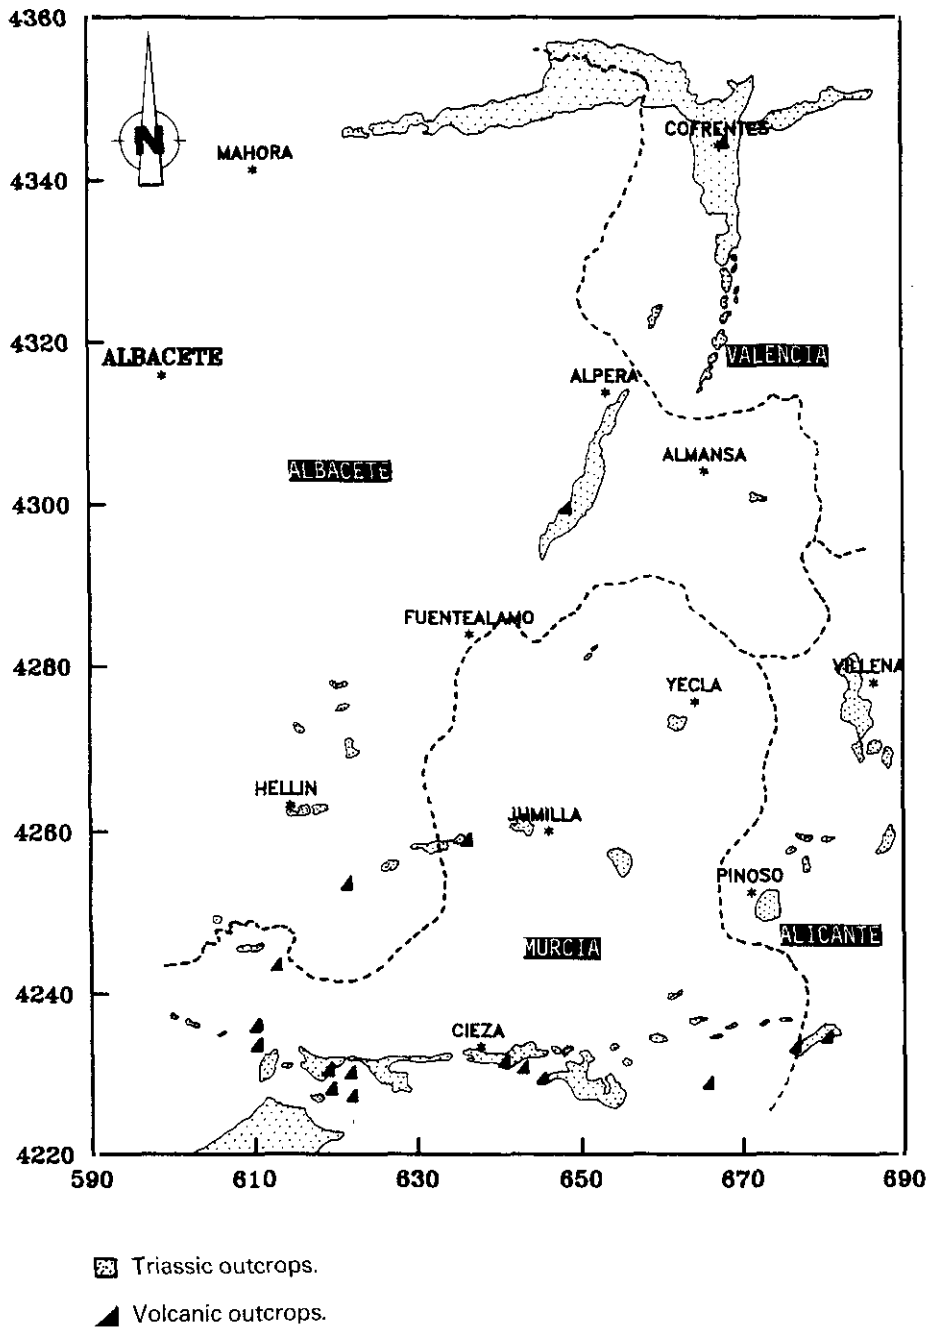 4360
N
COFRENTES
MAHORA
4340
4320
ALBACETE
VALENCIA
ALPERA
ALMANSA
ALBACETE
4300
FUENTEALAMO
4280
VILLENA
YECLA
HELLIN
JUMILLA
4260
PINOSO
ALICANTE
MURCIA
4240
CIEZA
4220
590 610 630 650 670 690
Triassic outcrops.
Volcanic outcrops.